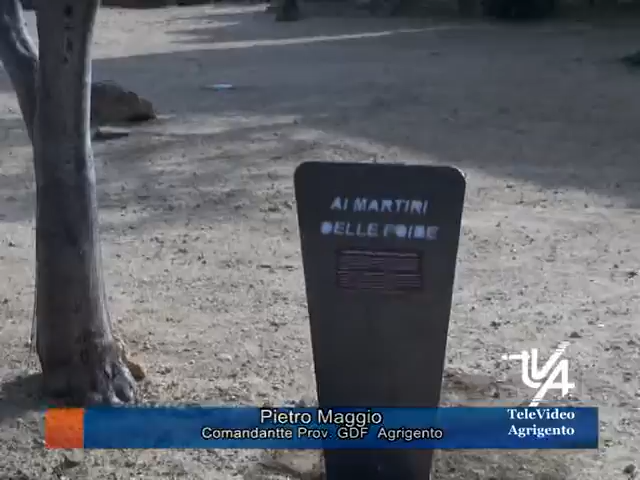 AI MARTIRI
DELLE FOIBE
Pietro Maggio
Comandantte Prov. GDF Agrigento
TVA
TeleVideo
Agrigento